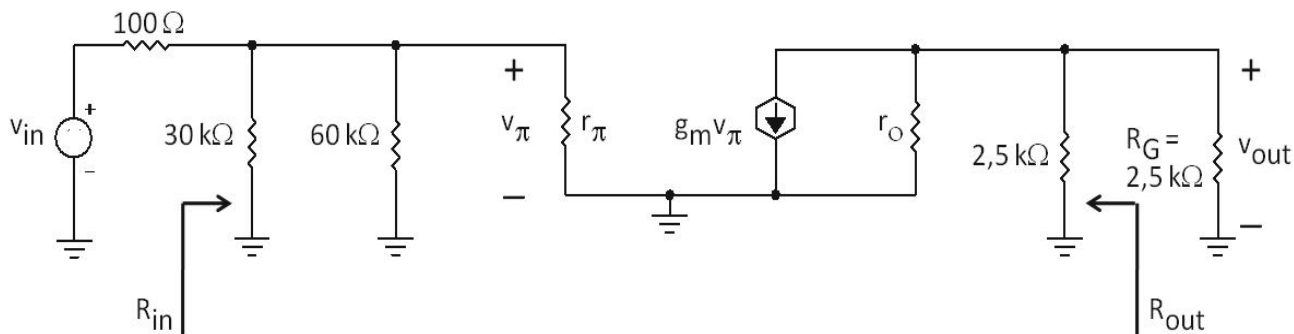 100 Ω
v_in
+
−
30 kΩ
60 kΩ
+
v_π
−
r_π
g_m v_π
r_o
2,5 kΩ
R_G =
2,5 kΩ
+
v_out
−
R_in
R_out